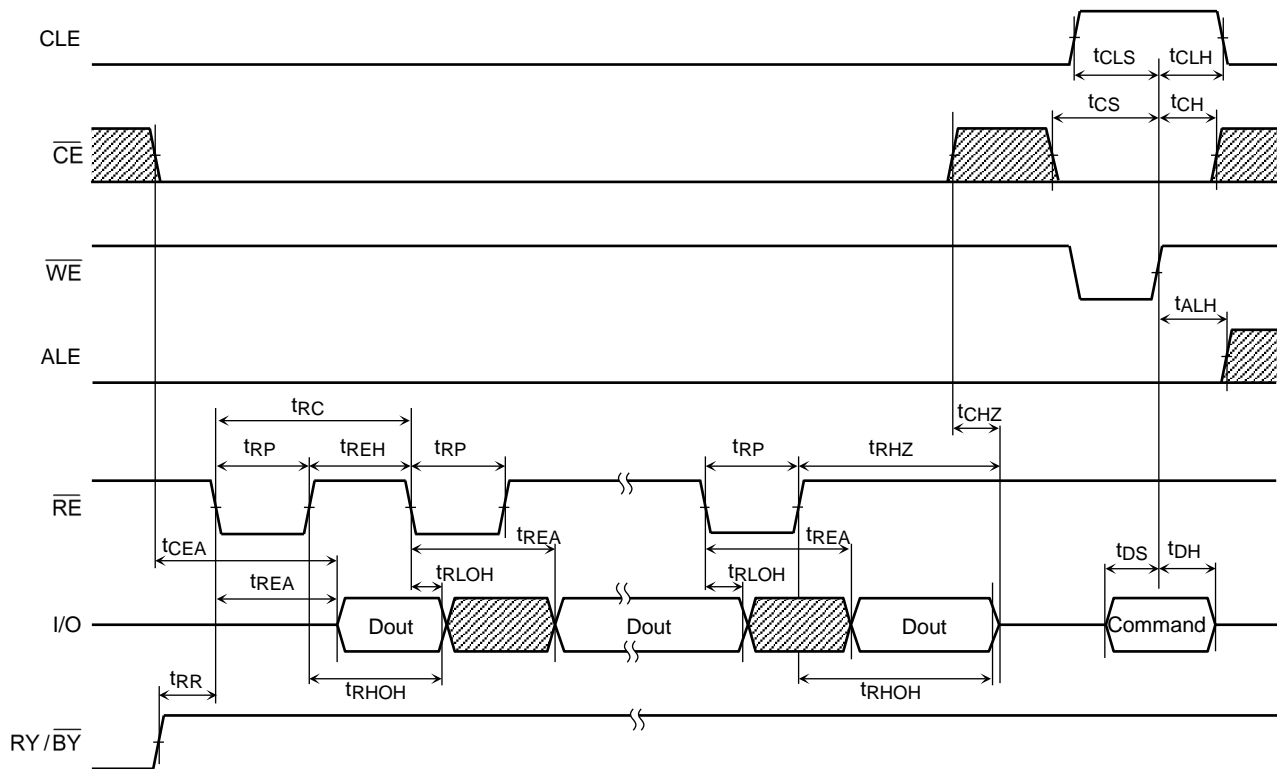 CLE
tCLS tCLH
tCS tCH
CE
WE
tALH
ALE
tRC
tCHZ
tRP tREH tRP tRP tRHZ
RE
tCEA tREA tREA
tDS tDH
tREA tRLOH tRLOH
I/O Dout Dout Dout Command
tRR tRHOH tRHOH
RY/BY